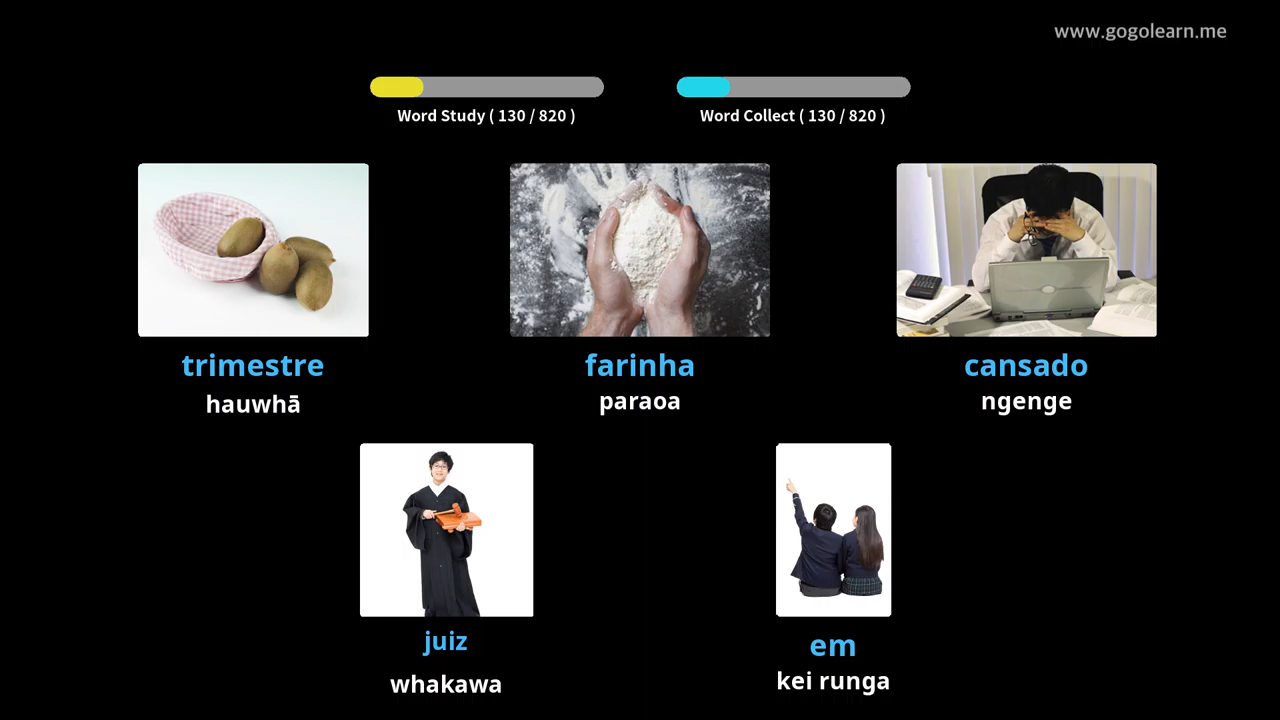 www.gogolearn.me
Word Study ( 130 / 820 )
Word Collect ( 130 / 820 )
trimestre
hauwhā
farinha
paraoa
cansado
ngenge
juiz
whakawa
em
kei runga